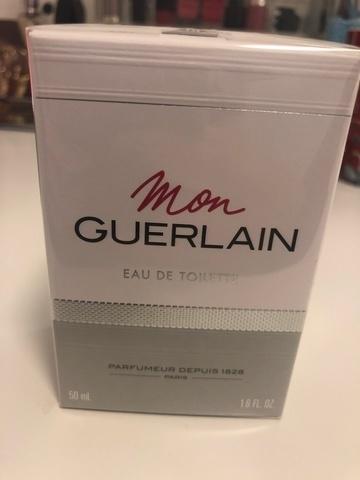 Mon
GUERLAIN
EAU DE TOILETTE
PARFUMEUR DEPUIS 1828
PARIS
50 mL 1.6 FL. OZ.